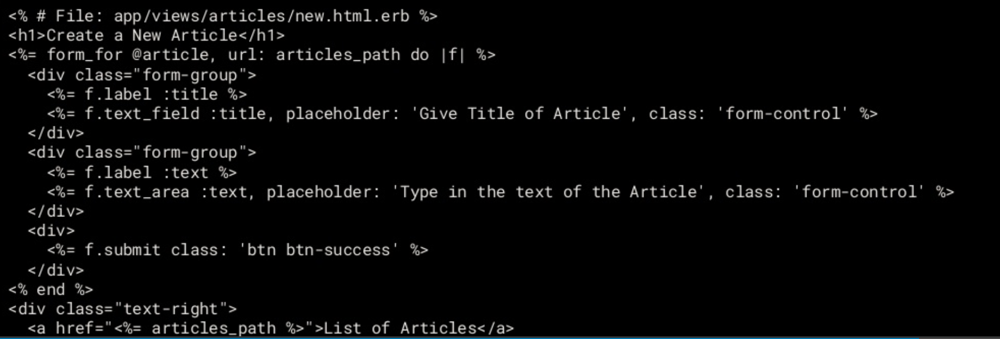 <% # File: app/views/articles/new.html.erb %>
<h1>Create a New Article</h1>
<%= form_for @article, url: articles_path do |f| %>
  <div class="form-group">
    <%= f.label :title %>
    <%= f.text_field :title, placeholder: 'Give Title of Article', class: 'form-control' %>
  </div>
  <div class="form-group">
    <%= f.label :text %>
    <%= f.text_area :text, placeholder: 'Type in the text of the Article', class: 'form-control' %>
  </div>
  <div>
    <%= f.submit class: 'btn btn-success' %>
  </div>
<% end %>
<div class="text-right">
  <a href="<%= articles_path %>">List of Articles</a>